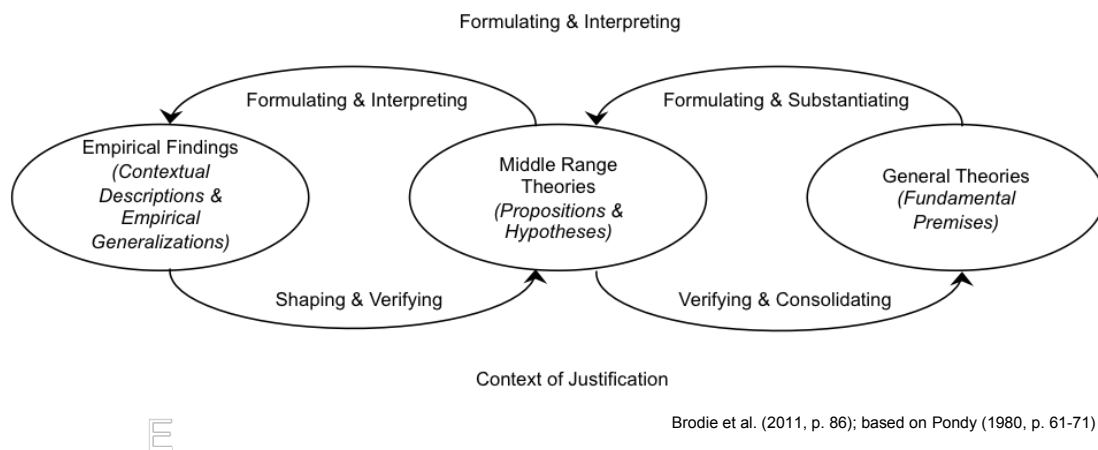 Formulating & Interpreting
Formulating & Interpreting
Formulating & Substantiating
Empirical Findings
(Contextual
Descriptions &
Empirical
Generalizations)
Middle Range
Theories
(Propositions &
Hypotheses)
General Theories
(Fundamental
Premises)
Shaping & Verifying
Verifying & Consolidating
Context of Justification
Brodie et al. (2011, p. 86); based on Pondy (1980, p. 61-71)
E